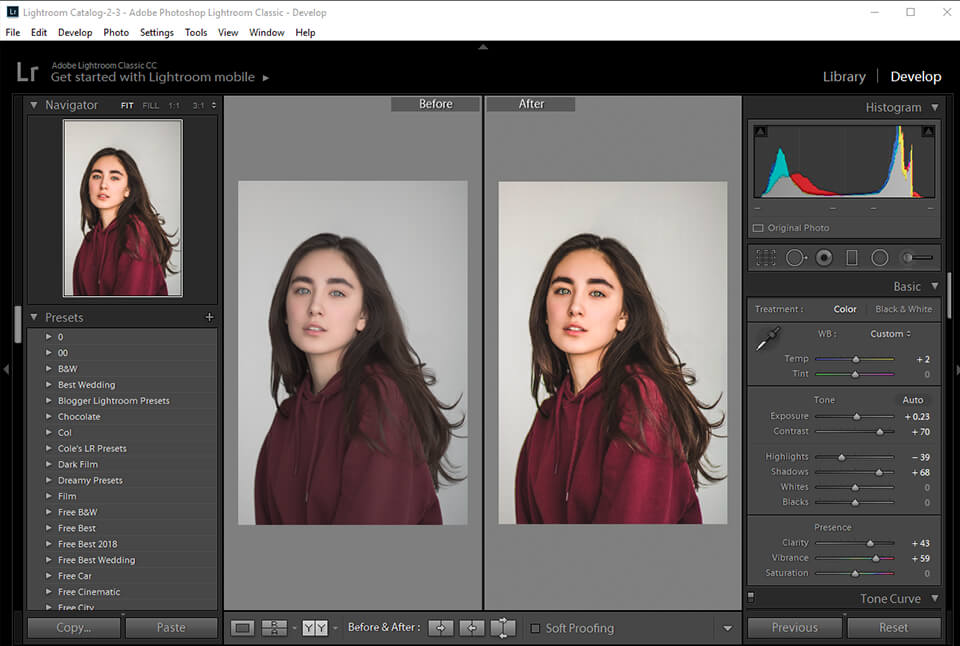 Lr Lightroom Catalog-2-3 - Adobe Photoshop Lightroom Classic - Develop
File Edit Develop Photo Settings Tools View Window Help
Lr
Adobe Lightroom Classic CC
Get started with Lightroom mobile
Library | Develop
Navigator FIT FILL 1:1 3:1
Before
After
Histogram
Original Photo
Presets +
0
00
B&W
Best Wedding
Blogger Lightroom Presets
Chocolate
Col
Cole's LR Presets
Dark Film
Dreamy Presets
Film
Free B&W
Free Best
Free Best 2018
Free Best Wedding
Free Car
Free Cinematic
Free City
Copy... Paste
R A
Y Y
Before & After :
Soft Proofing
Basic
Treatment : Color Black & White
WB : Custom
Temp + 2
Tint 0
Tone Auto
Exposure + 0.23
Contrast + 70
Highlights – 39
Shadows + 68
Whites 0
Blacks 0
Presence
Clarity + 43
Vibrance + 59
Saturation 0
Tone Curve
Previous Reset